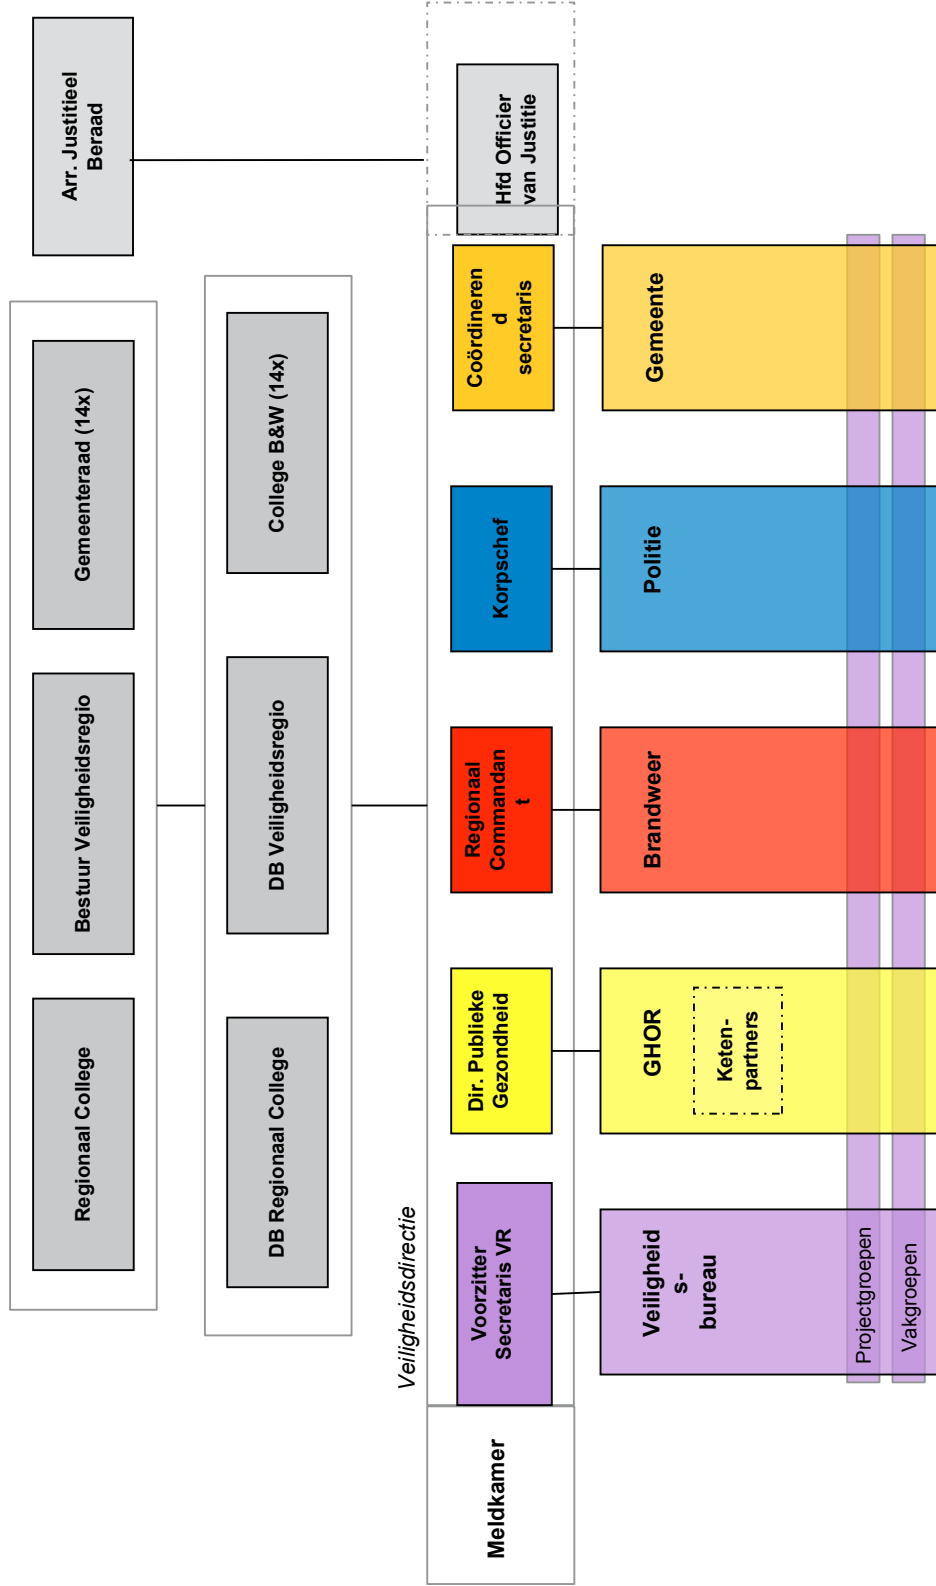 Regionaal College
Bestuur Veiligheidsregio
Gemeenteraad (14x)
Arr. Justitieel
Beraad
DB Regionaal College
DB Veiligheidsregio
College B&W (14x)
Veiligheidsdirectie
Meldkamer
Voorzitter
Secretaris VR
Dir. Publieke
Gezondheid
Regionaal
Commandan
t
Korpschef
Coördineren
d
secretaris
Hfd Officier
van Justitie
Veiligheid
s-
bureau
GHOR
Keten-
partners
Brandweer
Politie
Gemeente
Projectgroepen
Vakgroepen